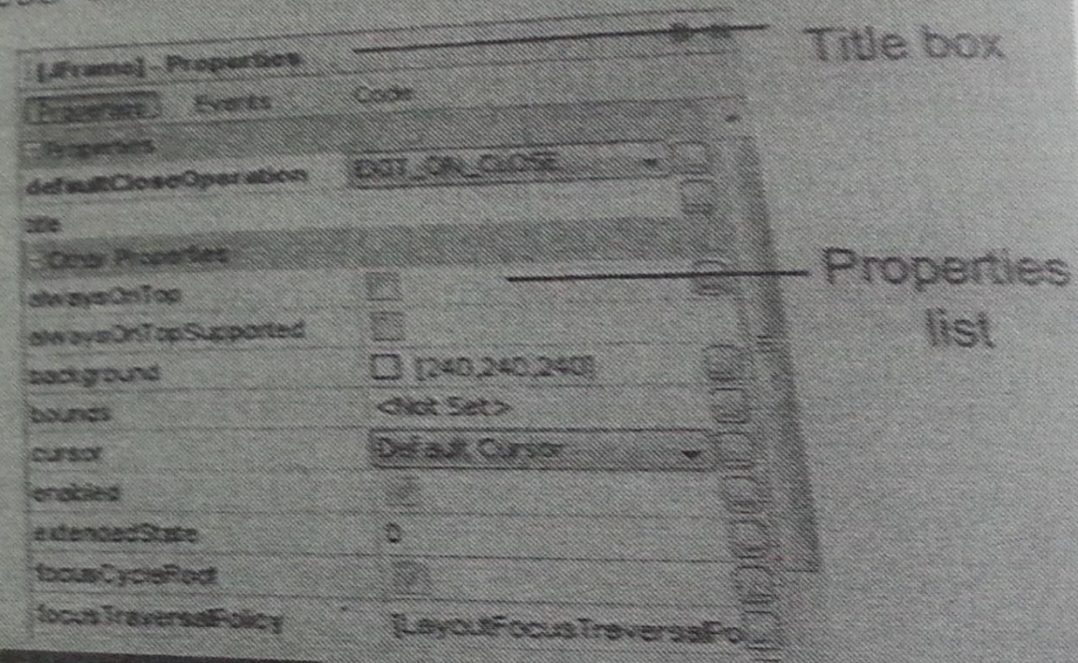 Title box
[JFrame] - Properties
Properties Events Code
Properties
defaultCloseOperation EXIT_ON_CLOSE
title
Other Properties
Properties list
alwaysOnTop
alwaysOnTopSupported
background [240,240,240]
bounds <Not Set>
cursor Default Cursor
enabled
extendedState 0
focusCycleRoot
focusTraversalPolicy [LayoutFocusTraversalPo